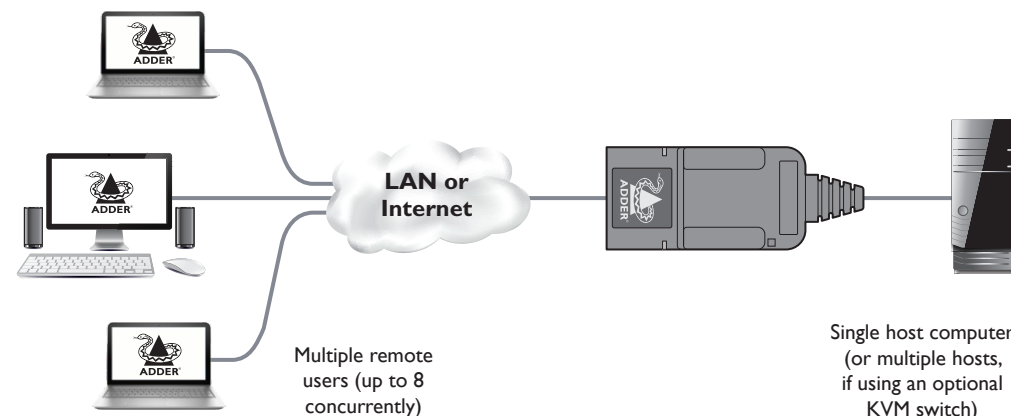 ADDER®
ADDER®
ADDER®
LAN or
Internet
ADDER®
Multiple remote
users (up to 8
concurrently)
Single host computer
(or multiple hosts,
if using an optional
KVM switch)